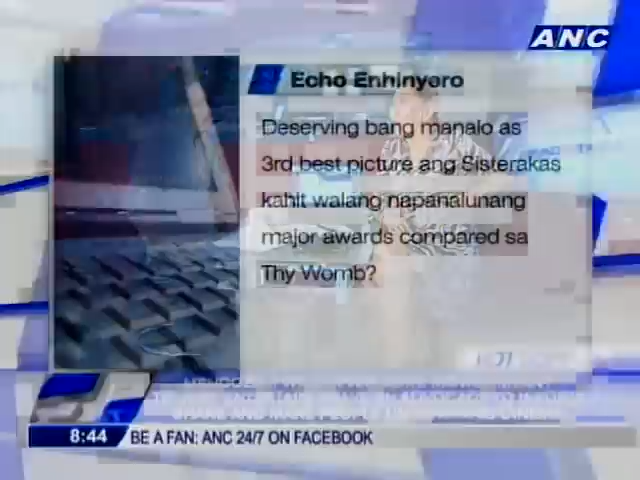 ANC
Echo Enhinyero
Deserving bang manalo as
3rd best picture ang Sisterakas
kahit walang napanalunang
major awards compared sa
Thy Womb?
8:44 BE A FAN: ANC 24/7 ON FACEBOOK